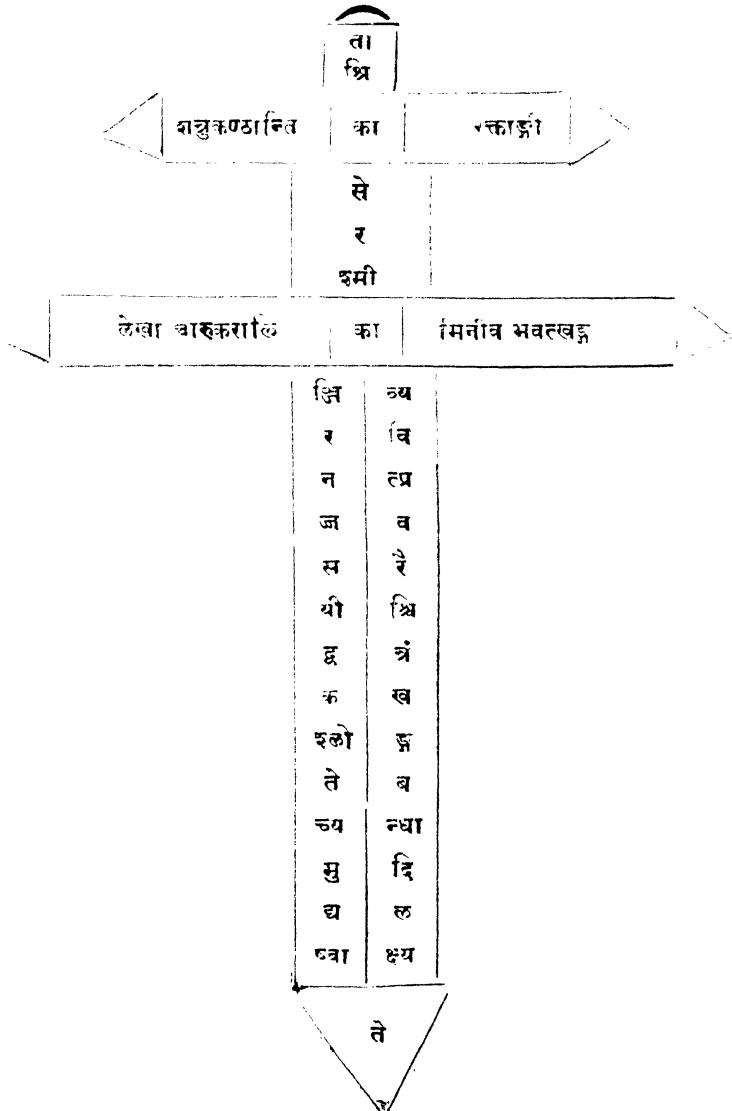 ता
श्रि
शत्रुकण्ठान्ति का रक्ताङ्गी
से
र
श्मी
लेखा चारुकरालि का मिनीव भवत्खड्ग
व्य
र वि
न त्प्र
ज्ज व
स रै
यी श्चि
द्व त्रं
क ख
श्लो ड्ग
ते ब
च्य न्धा
मु दि
द्य ल
ष्वा क्ष्य
ते